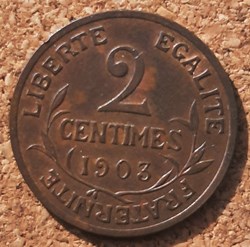 LIBERTE EGALITE
FRATERNITE
2
CENTIMES
1903